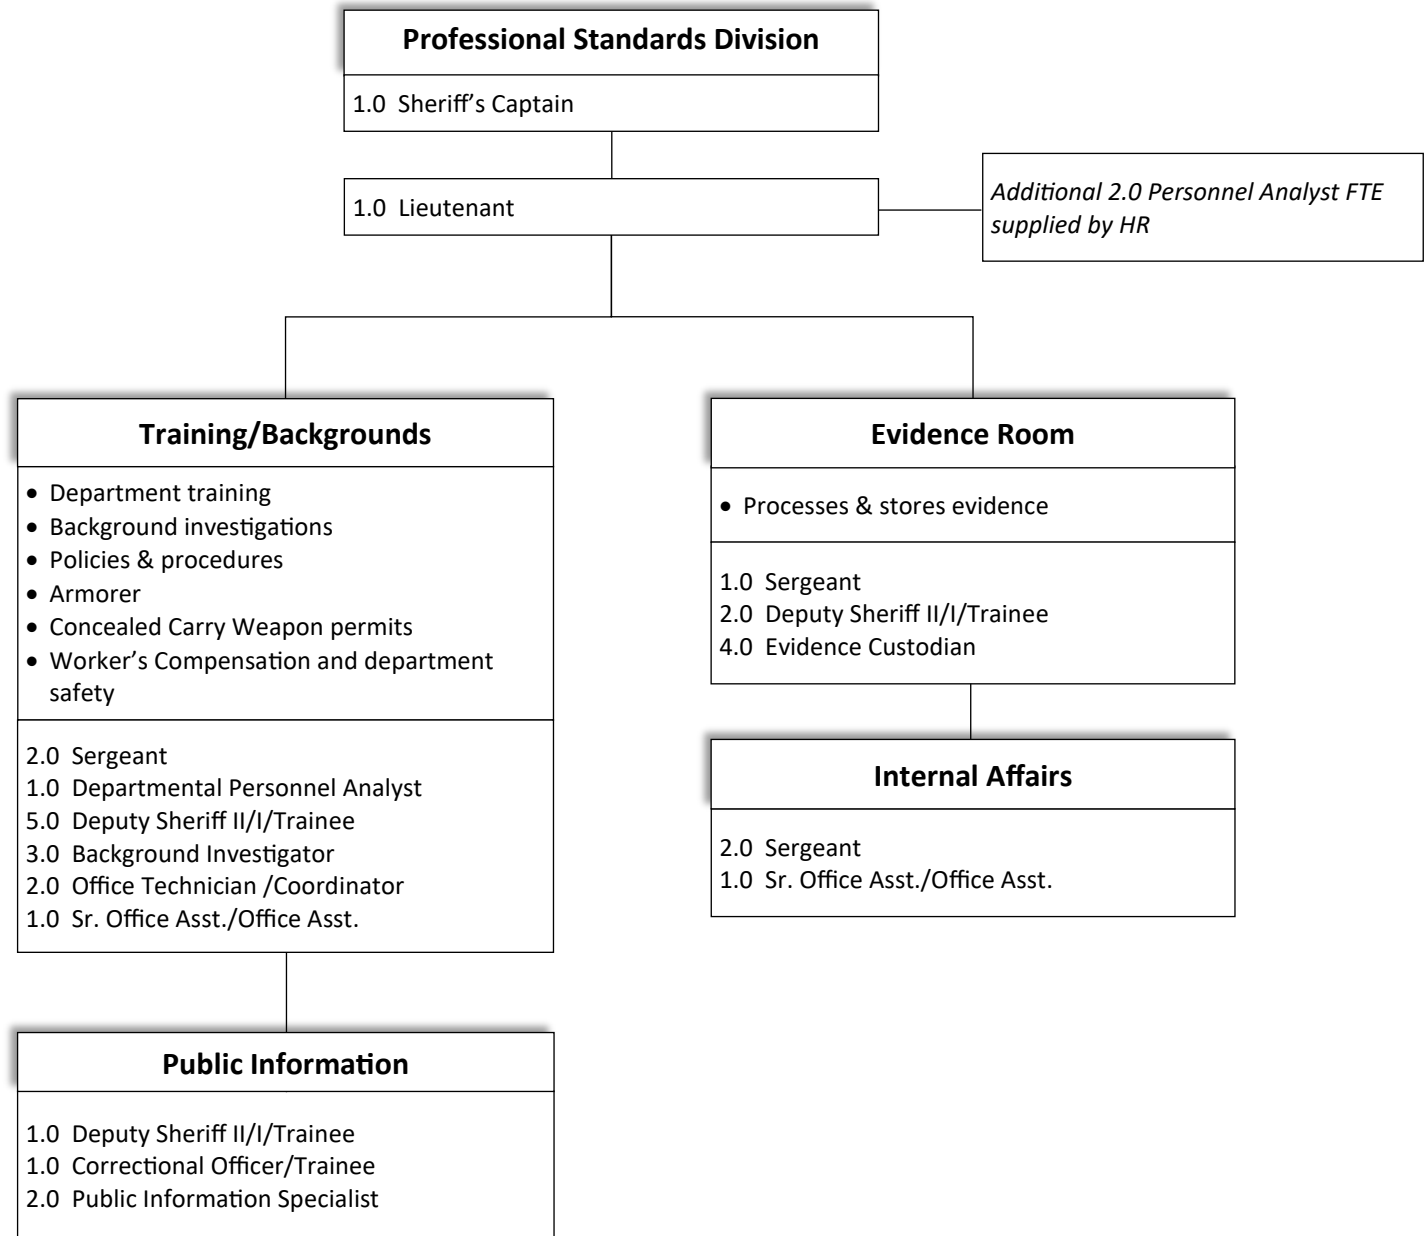 Professional Standards Division
1.0 Sheriff’s Captain
1.0 Lieutenant
Additional 2.0 Personnel Analyst FTE
supplied by HR
Training/Backgrounds
• Department training
• Background investigations
• Policies & procedures
• Armorer
• Concealed Carry Weapon permits
• Worker’s Compensation and department
safety
2.0 Sergeant
1.0 Departmental Personnel Analyst
5.0 Deputy Sheriff II/I/Trainee
3.0 Background Investigator
2.0 Office Technician /Coordinator
1.0 Sr. Office Asst./Office Asst.
Public Information
1.0 Deputy Sheriff II/I/Trainee
1.0 Correctional Officer/Trainee
2.0 Public Information Specialist
Evidence Room
• Processes & stores evidence
1.0 Sergeant
2.0 Deputy Sheriff II/I/Trainee
4.0 Evidence Custodian
Internal Affairs
2.0 Sergeant
1.0 Sr. Office Asst./Office Asst.